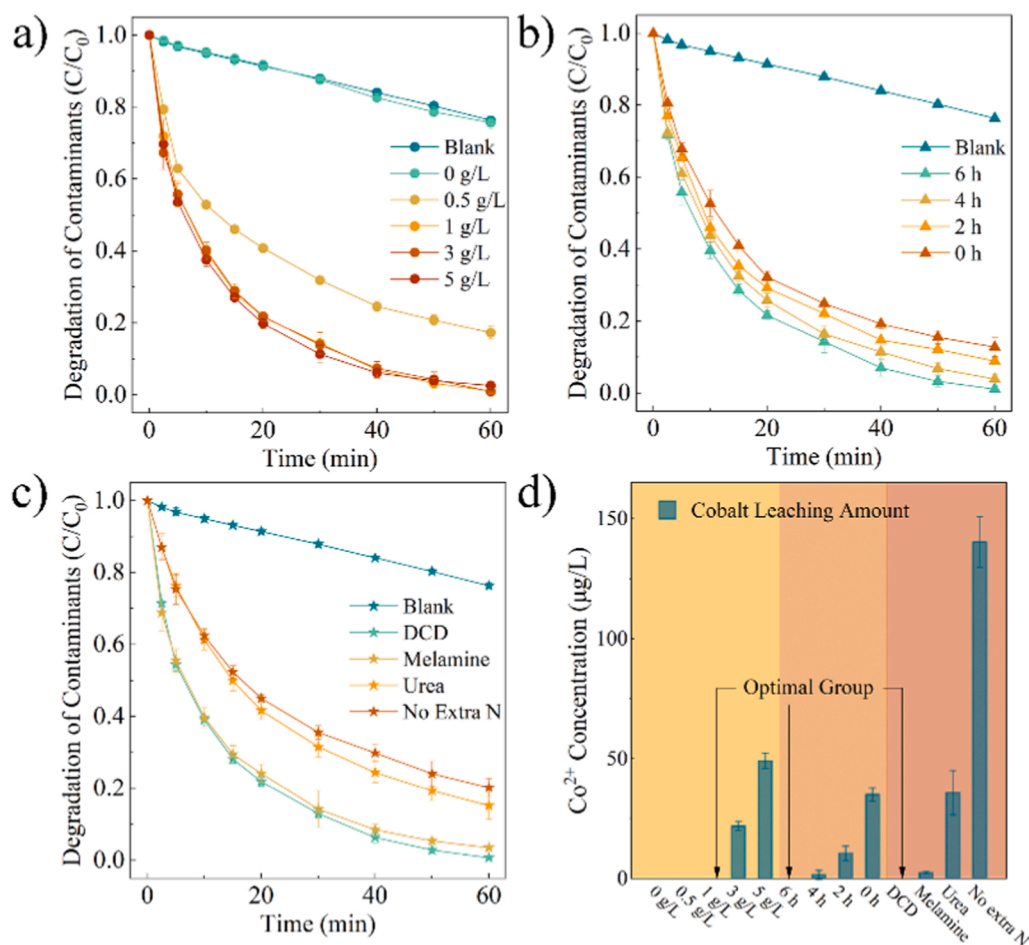 a)
Degradation of Contaminants (C/C₀)
1.0
0.8
0.6
0.4
0.2
0.0
Blank
0 g/L
0.5 g/L
1 g/L
3 g/L
5 g/L
0
20
40
60
Time (min)
b)
Degradation of Contaminants (C/C₀)
1.0
0.8
0.6
0.4
0.2
0.0
Blank
6 h
4 h
2 h
0 h
0
20
40
60
Time (min)
c)
Degradation of Contaminants (C/C₀)
1.0
0.8
0.6
0.4
0.2
0.0
Blank
DCD
Melamine
Urea
No Extra N
0
20
40
60
Time (min)
d)
Co²⁺ Concentration (µg/L)
150
100
50
0
Cobalt Leaching Amount
Optimal Group
0 g/L
0.5 g/L
1 g/L
3 g/L
5 g/L
6 h
4 h
2 h
0 h
DCD
Melamine
Urea
No extra N